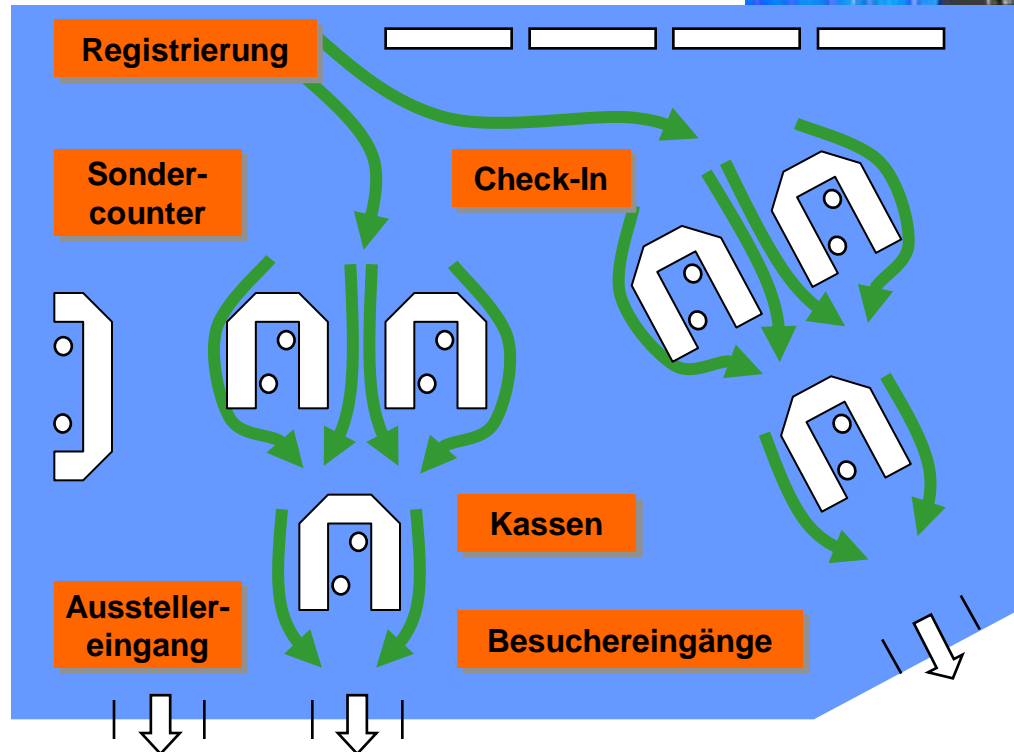 Registrierung
Sonder-
counter
Check-In
Kassen
Aussteller-
eingang
Besuchereingänge